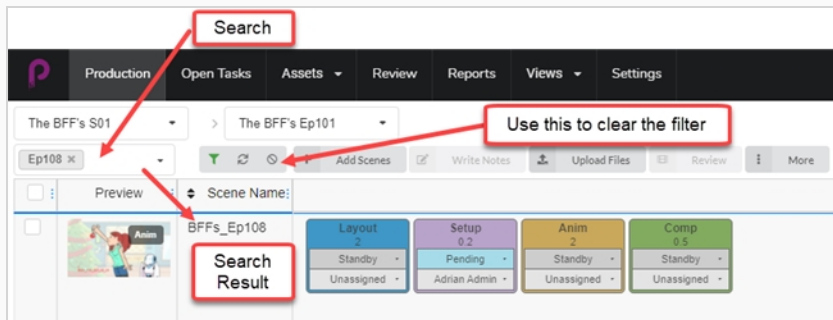 Search
Production
Open Tasks
Assets
Review
Reports
Views
Settings
The BFF's S01
>
The BFF's Ep101
Use this to clear the filter
Ep108 ×
Add Scenes
Write Notes
Upload Files
Review
More
Preview
Scene Name
Anim
BFFs_Ep108
Search
Result
Layout
2
Standby
Unassigned
Setup
0.2
Pending
Adrian Admin
Anim
2
Standby
Unassigned
Comp
0.5
Standby
Unassigned